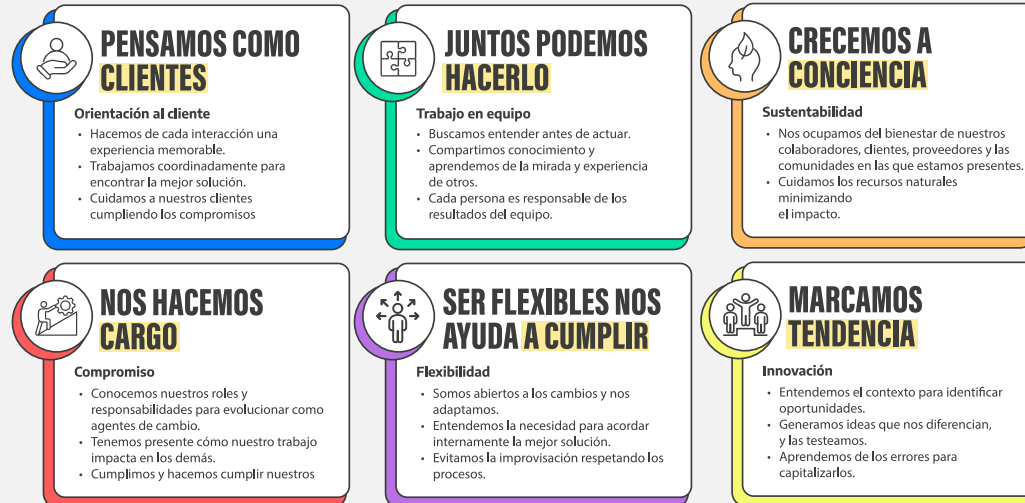 PENSAMOS COMO
CLIENTES
Orientación al cliente
• Hacemos de cada interacción una
experiencia memorable.
• Trabajamos coordinadamente para
encontrar la mejor solución.
• Cuidamos a nuestros clientes
cumpliendo los compromisos
JUNTOS PODEMOS
HACERLO
Trabajo en equipo
• Buscamos entender antes de actuar.
• Compartimos conocimiento y
aprendemos de la mirada y experiencia
de otros.
• Cada persona es responsable de los
resultados del equipo.
CRECEMOS A
CONCIENCIA
Sustentabilidad
• Nos ocupamos del bienestar de nuestros
colaboradores, clientes, proveedores y las
comunidades en las que estamos presentes.
• Cuidamos los recursos naturales
minimizando
el impacto.
NOS HACEMOS
CARGO
Compromiso
• Conocemos nuestros roles y
responsabilidades para evolucionar como
agentes de cambio.
• Tenemos presente cómo nuestro trabajo
impacta en los demás.
• Cumplimos y hacemos cumplir nuestros
SER FLEXIBLES NOS
AYUDA A CUMPLIR
Flexibilidad
• Somos abiertos a los cambios y nos
adaptamos.
• Entendemos la necesidad para acordar
internamente la mejor solución.
• Evitamos la improvisación respetando los
procesos.
MARCAMOS
TENDENCIA
Innovación
• Entendemos el contexto para identificar
oportunidades.
• Generamos ideas que nos diferencian,
y las testeamos.
• Aprendemos de los errores para
capitalizarlos.